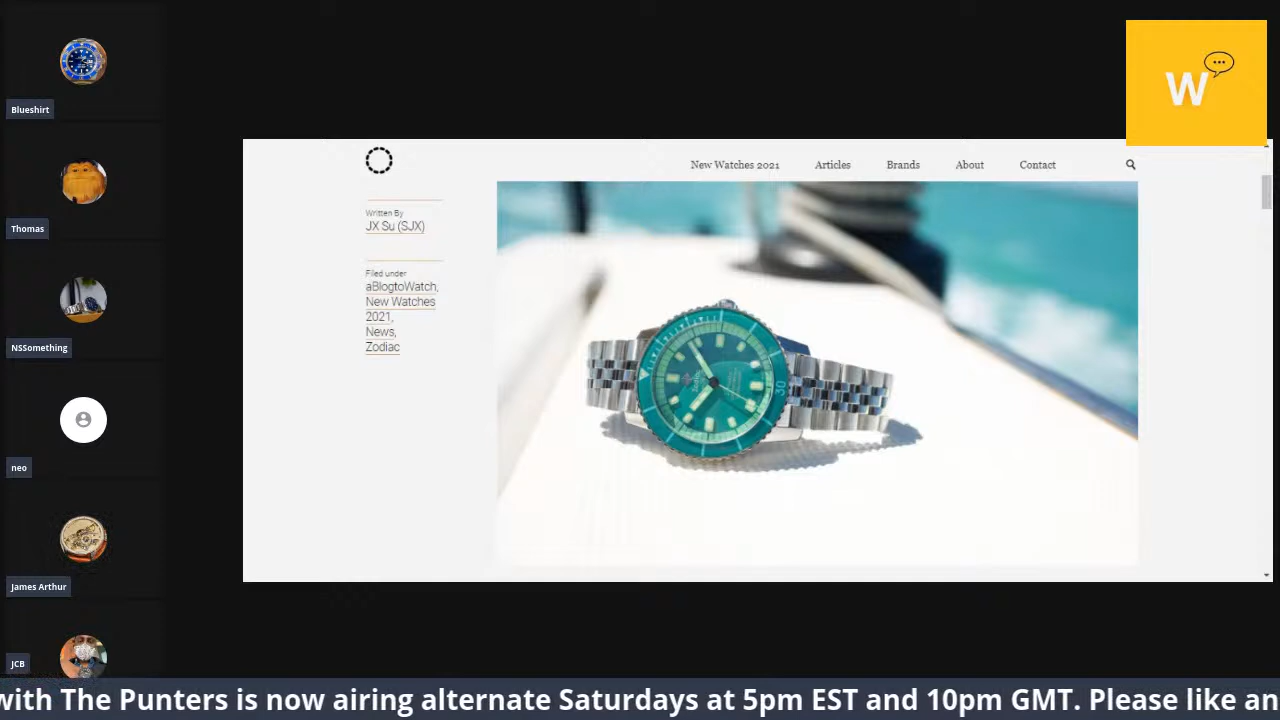 Blueshirt
Thomas
NSSomething
neo
James Arthur
JCB
W
New Watches 2021 Articles Brands About Contact
Written By
JX Su (SJX)
Filed under
aBlogtoWatch,
New Watches
2021,
News,
Zodiac
30
with The Punters is now airing alternate Saturdays at 5pm EST and 10pm GMT. Please like an